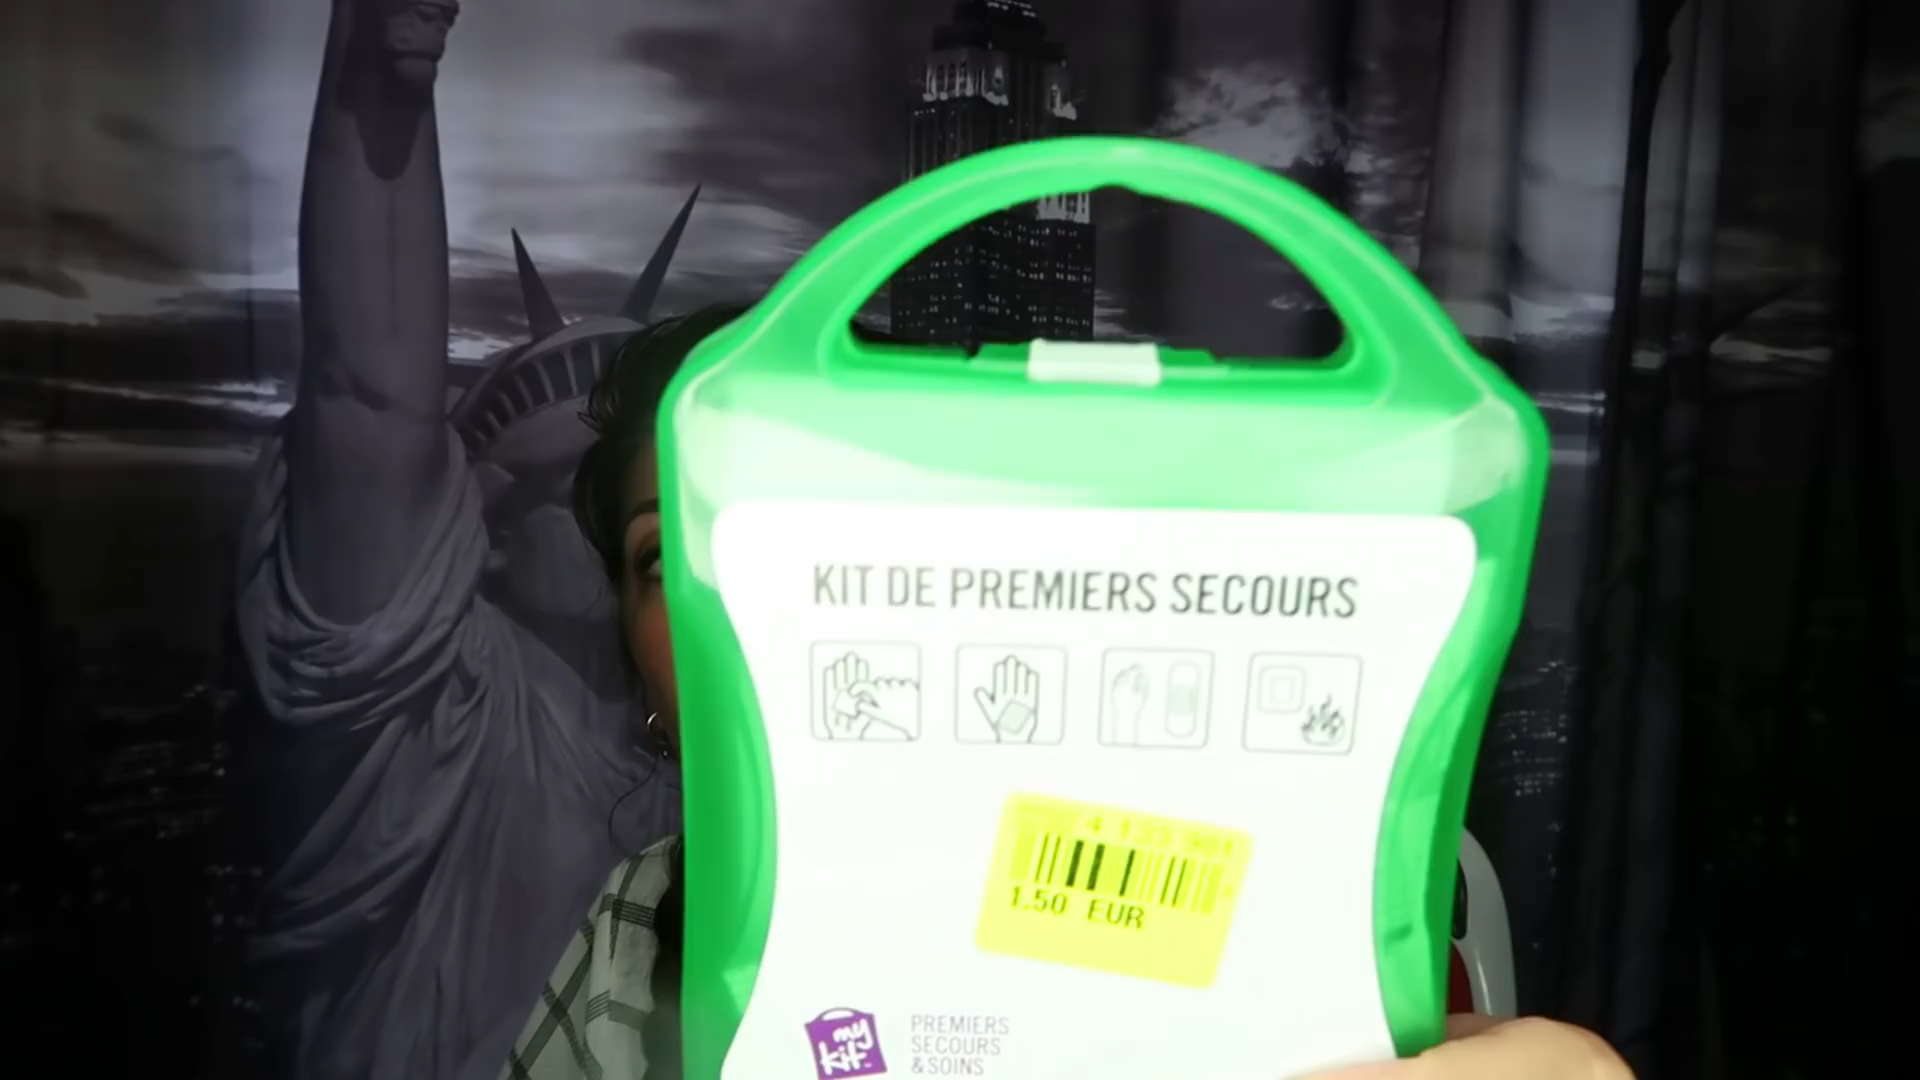 KIT DE PREMIERS SECOURS
1.50 EUR
my
kit
PREMIERS
SECOURS
& SOINS